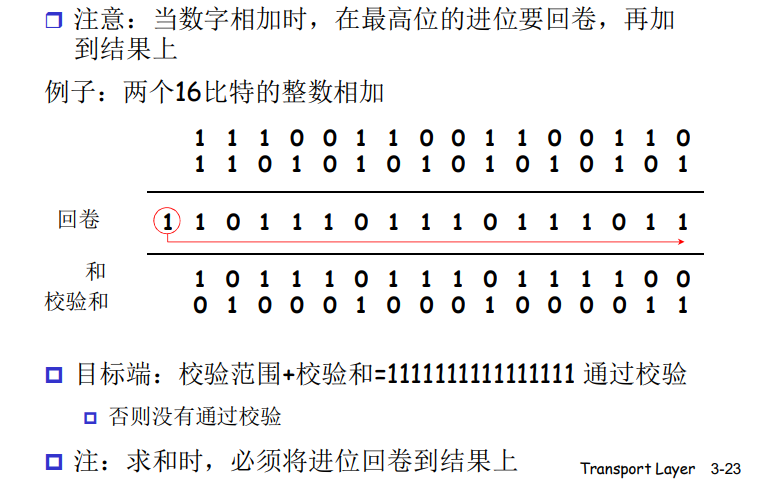 注意：当数字相加时，在最高位的进位要回卷，再加
到结果上
例子：两个16比特的整数相加
1 1 1 0 0 1 1 0 0 1 1 0 0 1 1 0
1 1 0 1 0 1 0 1 0 1 0 1 0 1 0 1
回卷 1 1 0 1 1 1 0 1 1 1 0 1 1 1 0 1 1
和 1 0 1 1 1 0 1 1 1 0 1 1 1 1 0 0
校验和 0 1 0 0 0 1 0 0 0 1 0 0 0 0 1 1
目标端：校验范围+校验和=1111111111111111 通过校验
否则没有通过校验
注：求和时，必须将进位回卷到结果上
Transport Layer 3-23